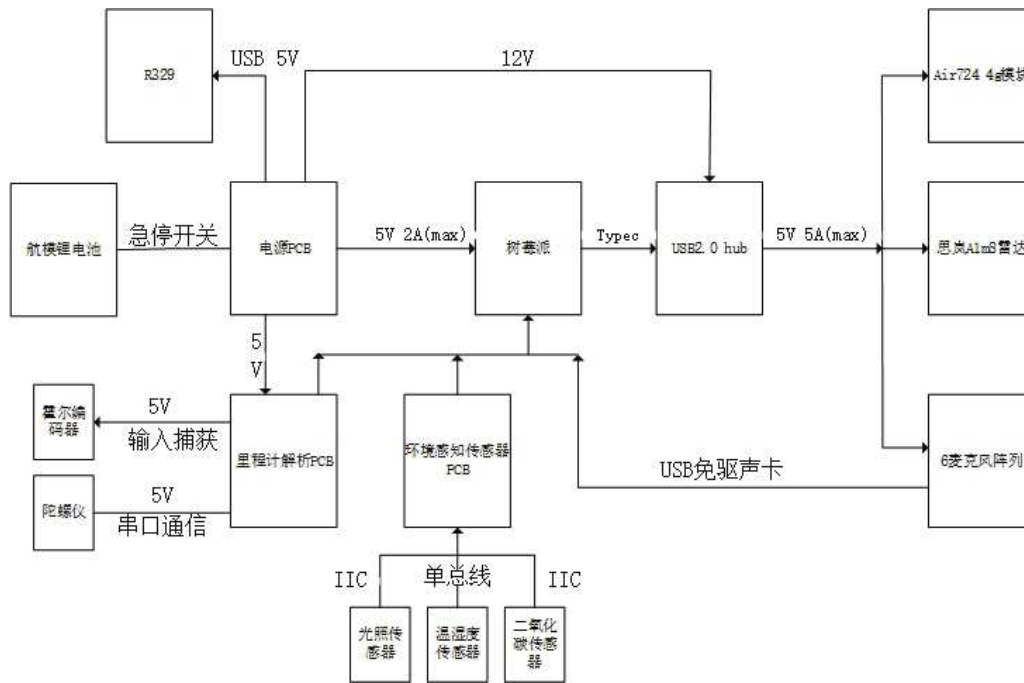 USB 5V
12V
R329
Air724 4g模块
航模锂电池
急停开关
电源PCB
5V 2A(max)
树莓派
Typec
USB2.0 hub
5V 5A(max)
思岚A1m8雷达
5
V
霍尔编
码器
5V
输入捕获
里程计解析PCB
环境感知传感器
PCB
USB免驱声卡
6麦克风阵列
陀螺仪
5V
串口通信
IIC
单总线
IIC
光照传
感器
温湿度
传感器
二氧化
碳传感
器